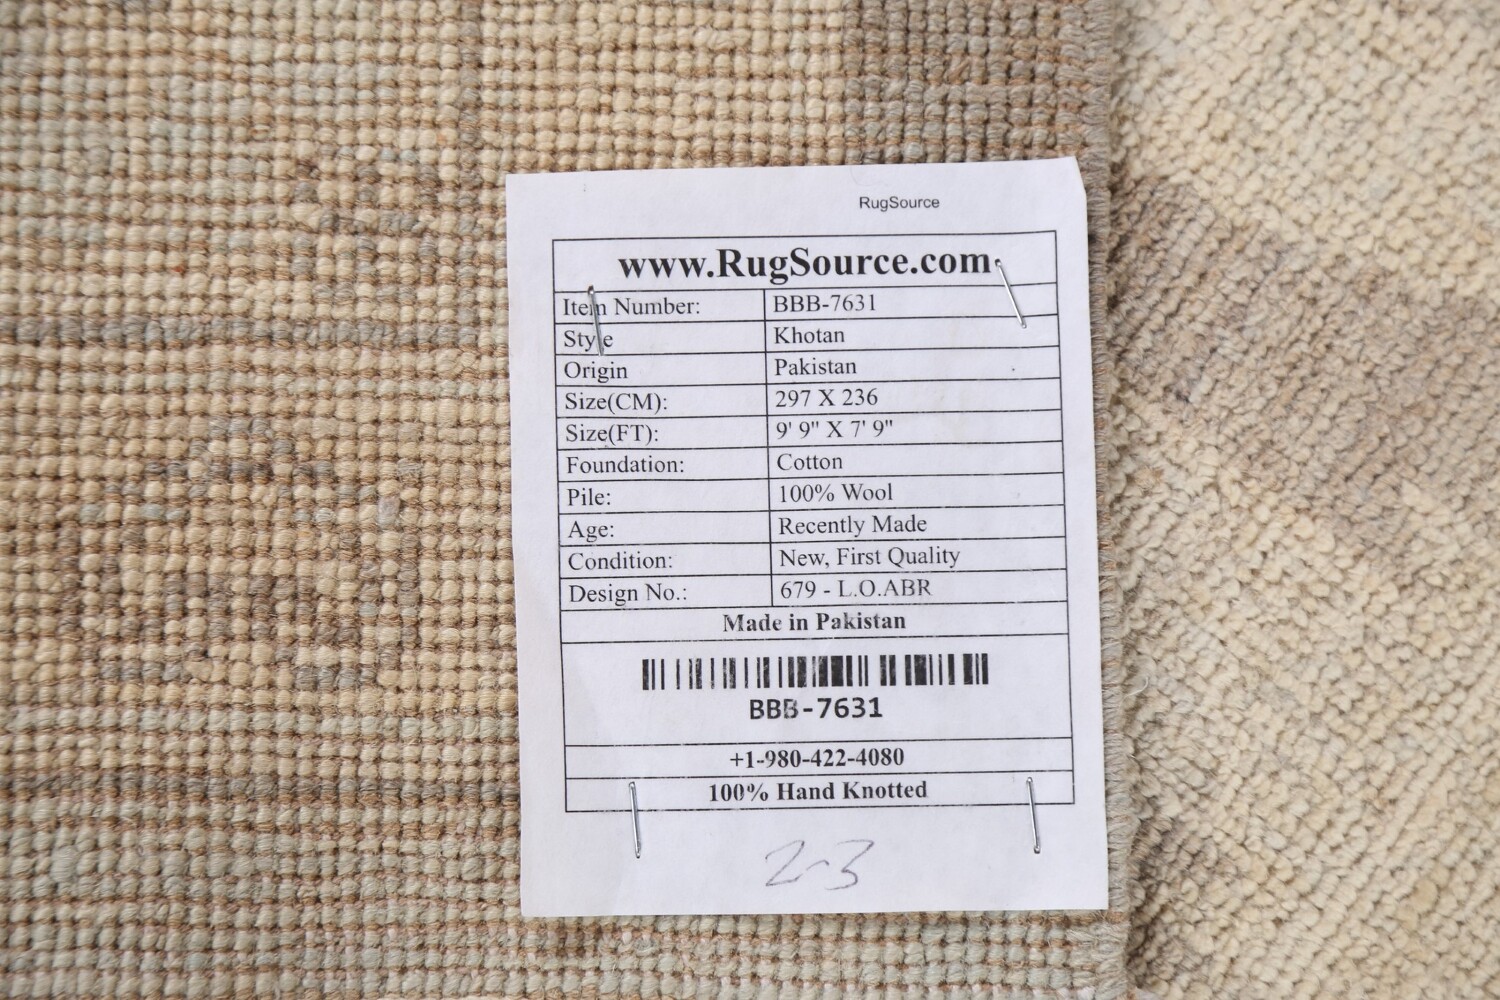 RugSource
www.RugSource.com
Item Number: BBB-7631
Style Khotan
Origin Pakistan
Size(CM): 297 X 236
Size(FT): 9' 9" X 7' 9"
Foundation: Cotton
Pile: 100% Wool
Age: Recently Made
Condition: New, First Quality
Design No.: 679 - L.O.ABR
Made in Pakistan
BBB-7631
+1-980-422-4080
100% Hand Knotted
2-3